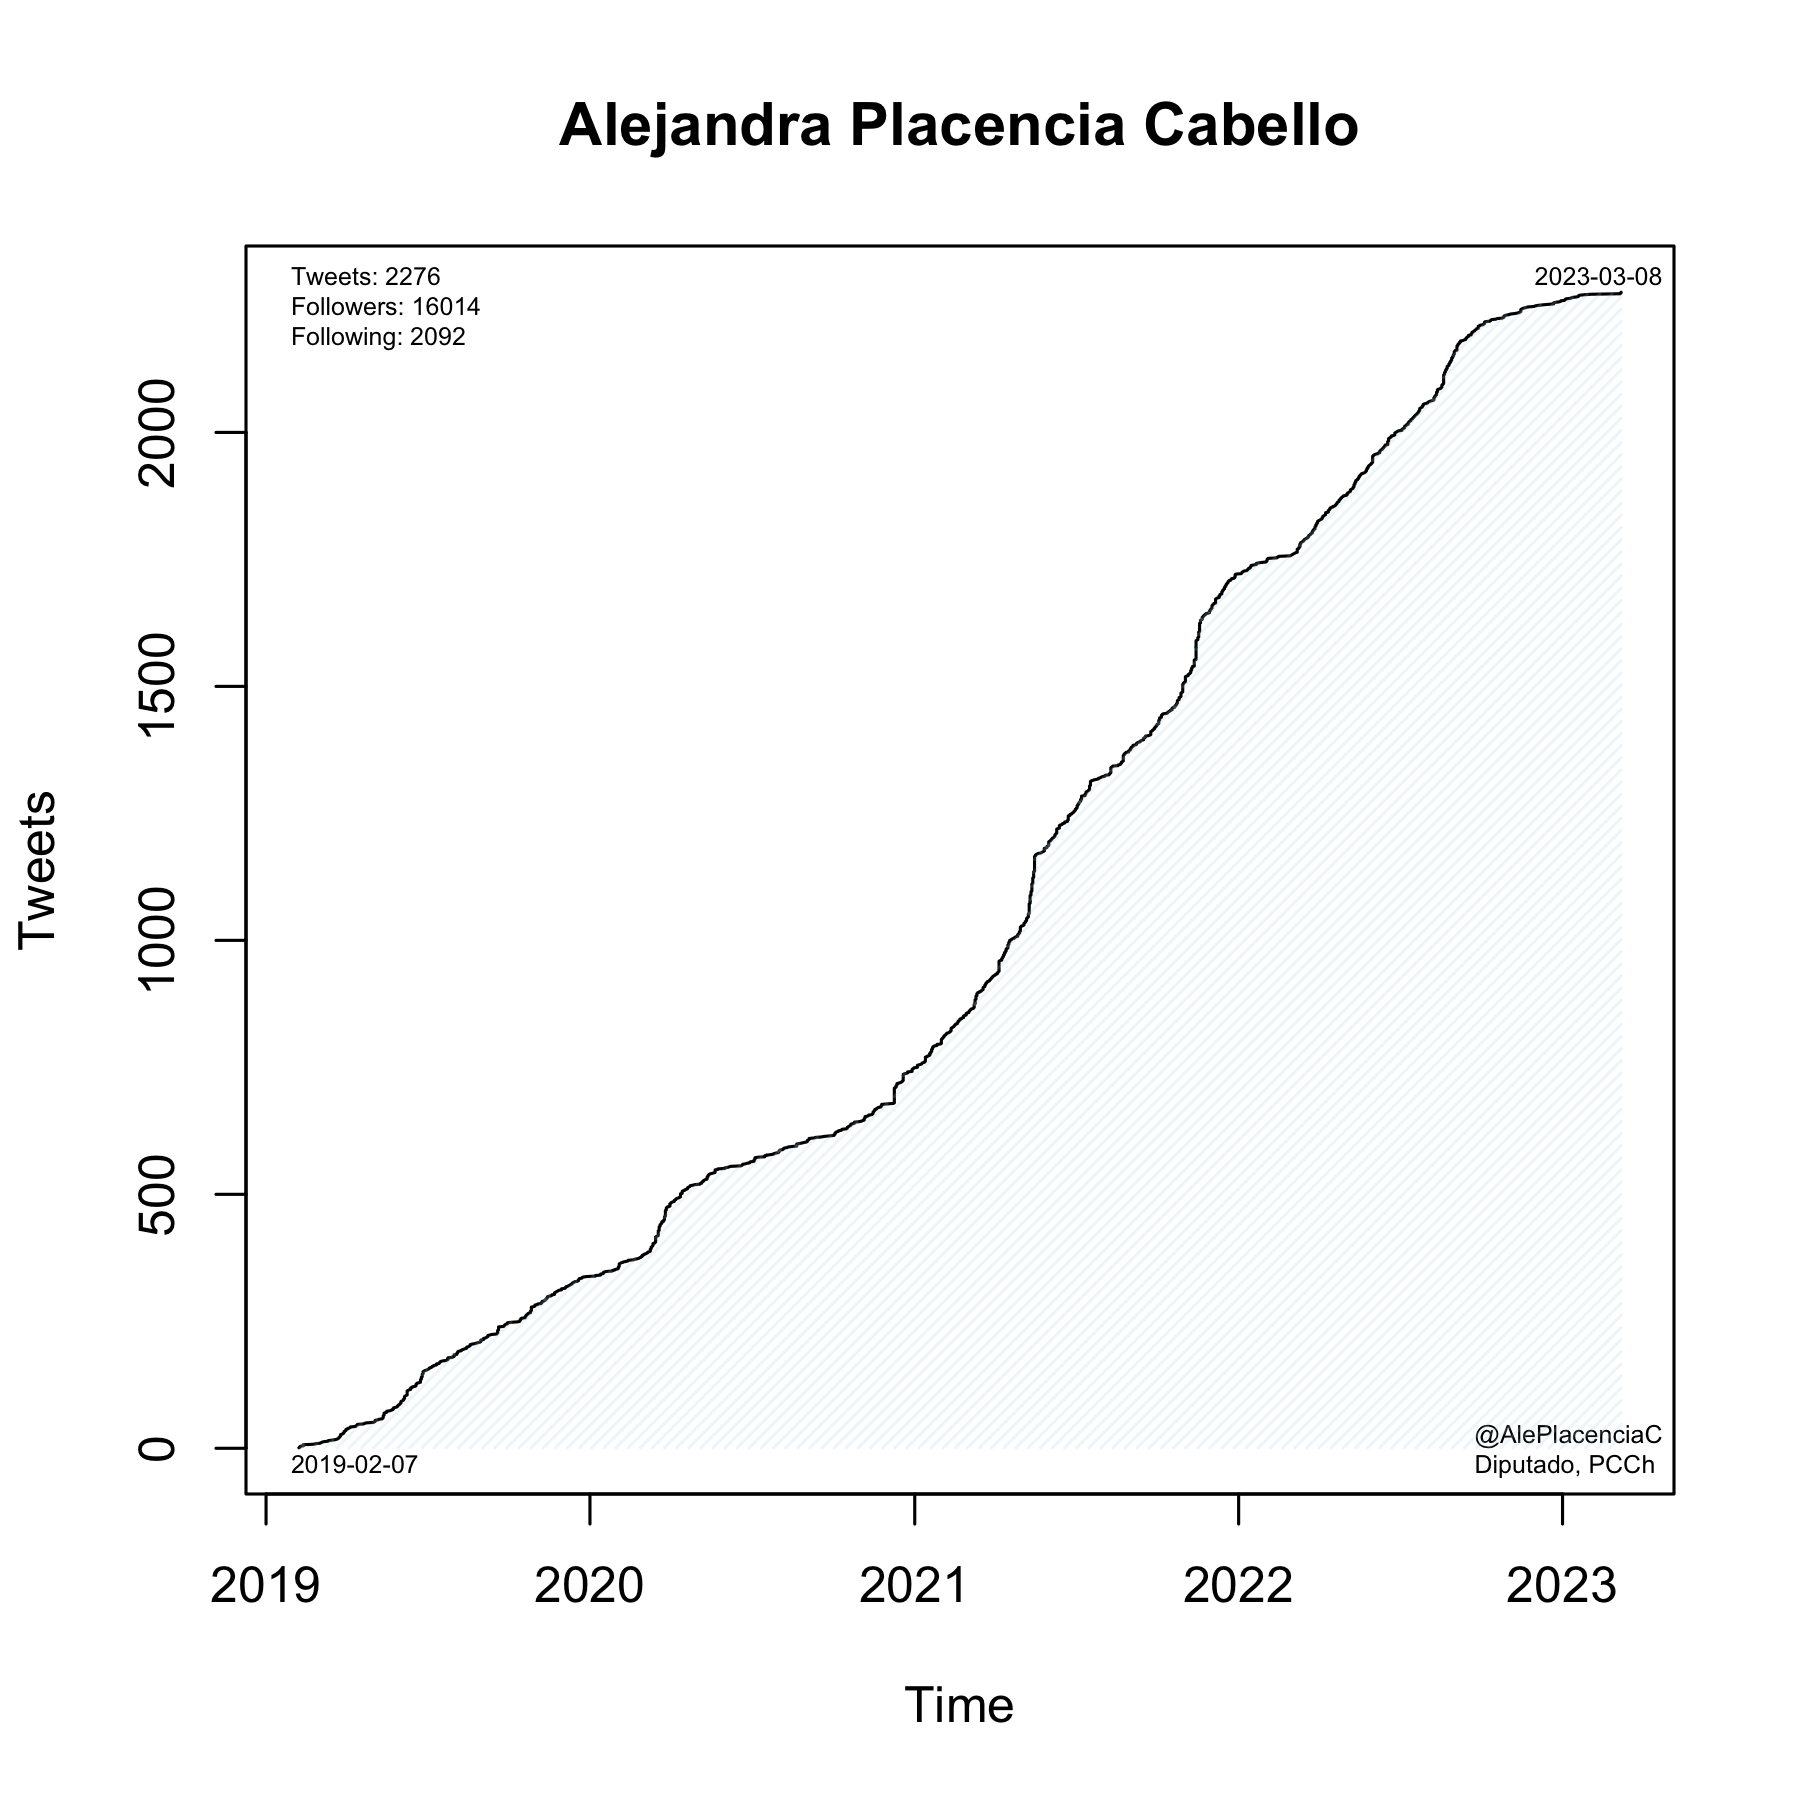 Alejandra Placencia Cabello
Tweets: 2276
Followers: 16014
Following: 2092
2023-03-08
Tweets
2000
1500
1000
500
0
2019-02-07
@AlePlacenciaC
Diputado, PCCh
2019 2020 2021 2022 2023
Time